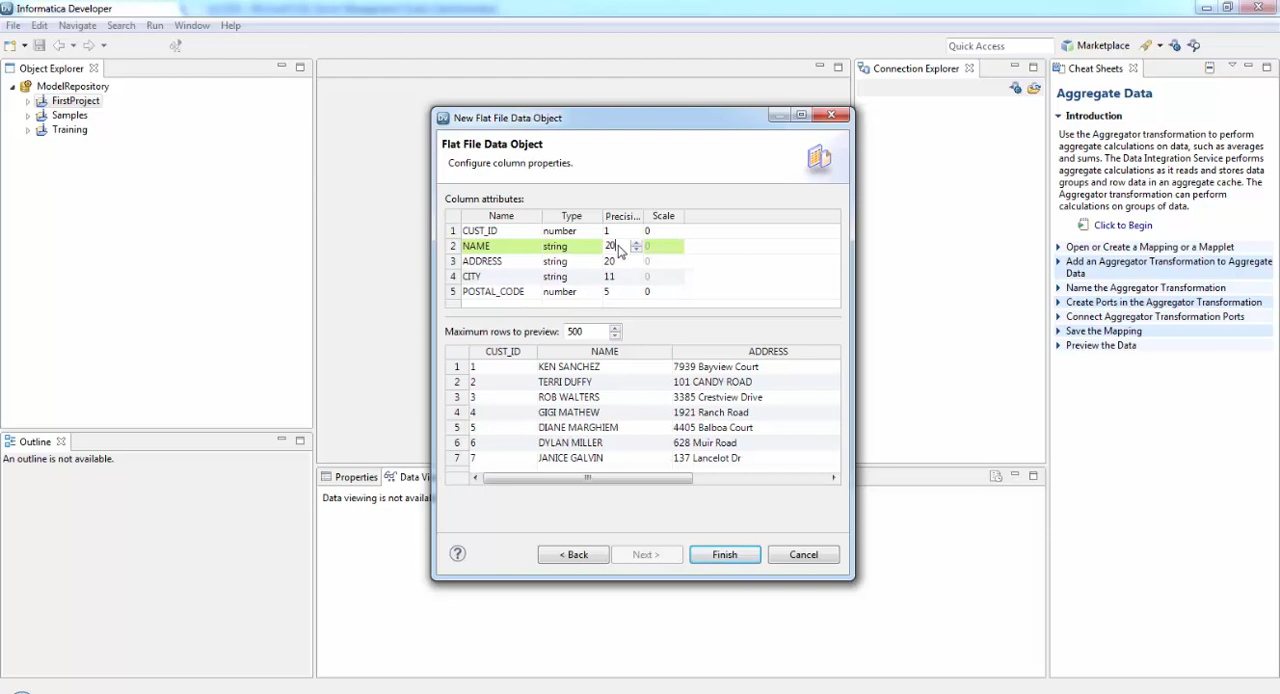 Informatica Developer
File Edit Navigate Search Run Window Help
Quick Access Marketplace
Object Explorer
ModelRepository
FirstProject
Samples
Training
Outline
An outline is not available.
Connection Explorer
Properties Data Vi
Data viewing is not availa
Cheat Sheets
Aggregate Data
Introduction
Use the Aggregator transformation to
perform
aggregate calculations on data, such as averages
and sums. The Data Integration Service performs
aggregate calculations as it reads and stores data
groups and row data in an aggregate cache. The
Aggregator transformation can perform
calculations on groups of data.
Click to Begin
Open or Create a Mapping or a Mapplet
Add an Aggregator Transformation to Aggregate
Data
Name the Aggregator Transformation
Create Ports in the Aggregator Transformation
Connect Aggregator Transformation Ports
Save the Mapping
Preview the Data
New Flat File Data Object
Flat File Data Object
Configure column properties.
Column attributes:
Name Type Precisi... Scale
1 CUST_ID number 1 0
2 NAME string 20 0
3 ADDRESS string 20 0
4 CITY string 11 0
5 POSTAL_CODE number 5 0
Maximum rows to preview: 500
CUST_ID NAME ADDRESS
1 1 KEN SANCHEZ 7939 Bayview Court
2 2 TERRI DUFFY 101 CANDY ROAD
3 3 ROB WALTERS 3385 Crestview Drive
4 4 GIGI MATHEW 1921 Ranch Road
5 5 DIANE MARGHIEM 4405 Balboa Court
6 6 DYLAN MILLER 628 Muir Road
7 7 JANICE GALVIN 137 Lancelot Dr
< Back Next > Finish Cancel